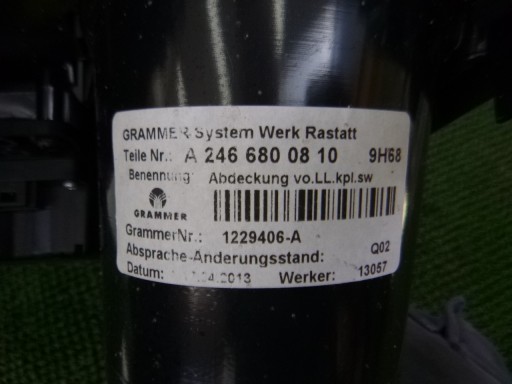 GRAMMER System Werk Rastatt
Teile Nr.: A 246 680 08 10 9H68
Benennung: Abdeckung vo.LL.kpl.sw
GRAMMER
GrammerNr.: 1229406-A
Absprache-Änderungsstand: Q02
Datum: .04.2013 Werker: 13057